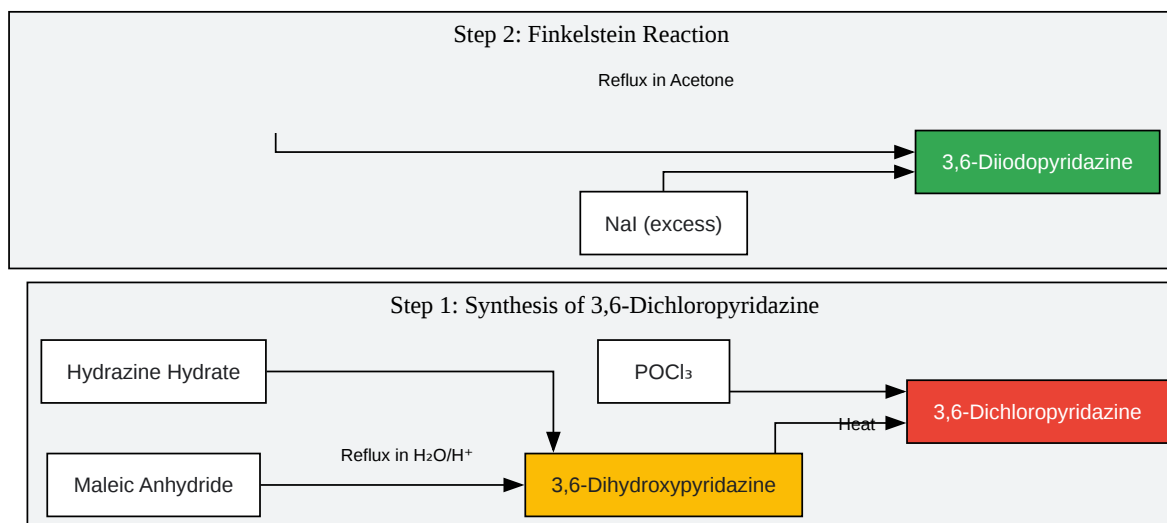 Step 2: Finkelstein Reaction
Reflux in Acetone
3,6-Diiodopyridazine
NaI (excess)
Step 1: Synthesis of 3,6-Dichloropyridazine
Hydrazine Hydrate
POCl₃
3,6-Dichloropyridazine
Heat
Reflux in H₂O/H⁺
Maleic Anhydride
3,6-Dihydroxypyridazine